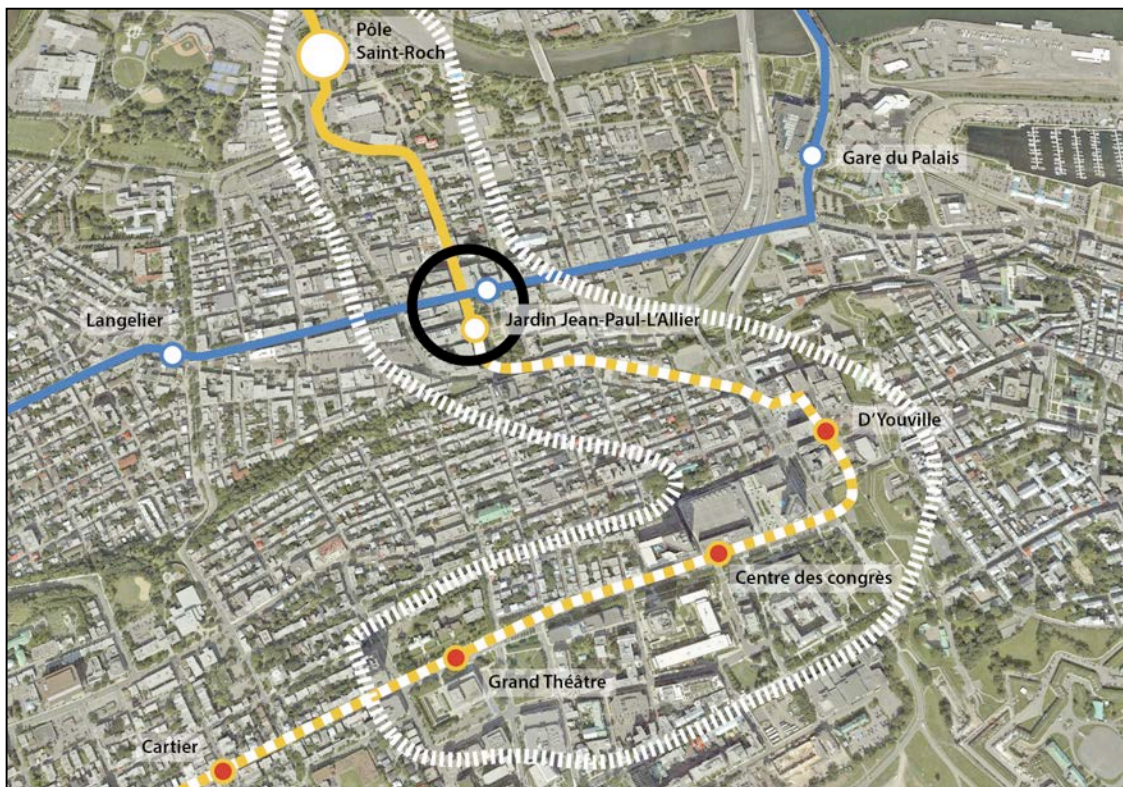 Pôle
Saint-Roch
Gare du Palais
Langelier
Jardin Jean-Paul-L'Allier
D'Youville
Centre des congrès
Grand Théâtre
Cartier